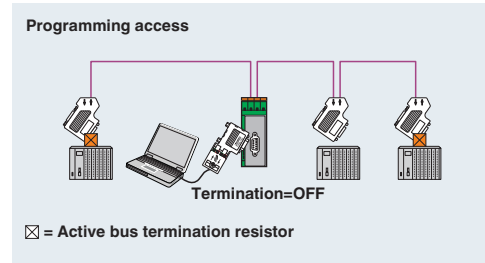 Programming access
Termination=OFF
= Active bus termination resistor